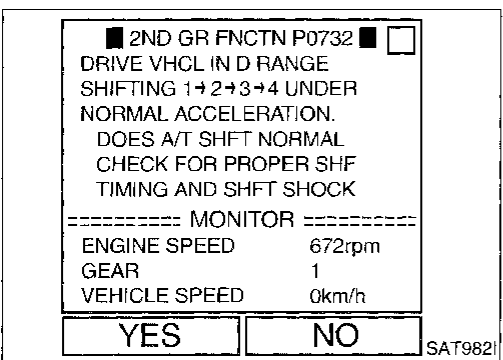 2ND GR FNCTN P0732
DRIVE VHCL IN D RANGE
SHIFTING 1→2→3→4 UNDER
NORMAL ACCELERATION.
DOES A/T SHFT NORMAL
CHECK FOR PROPER SHF
TIMING AND SHFT SHOCK
========== MONITOR ==========
ENGINE SPEED 672rpm
GEAR 1
VEHICLE SPEED 0km/h
YES NO
SAT982I